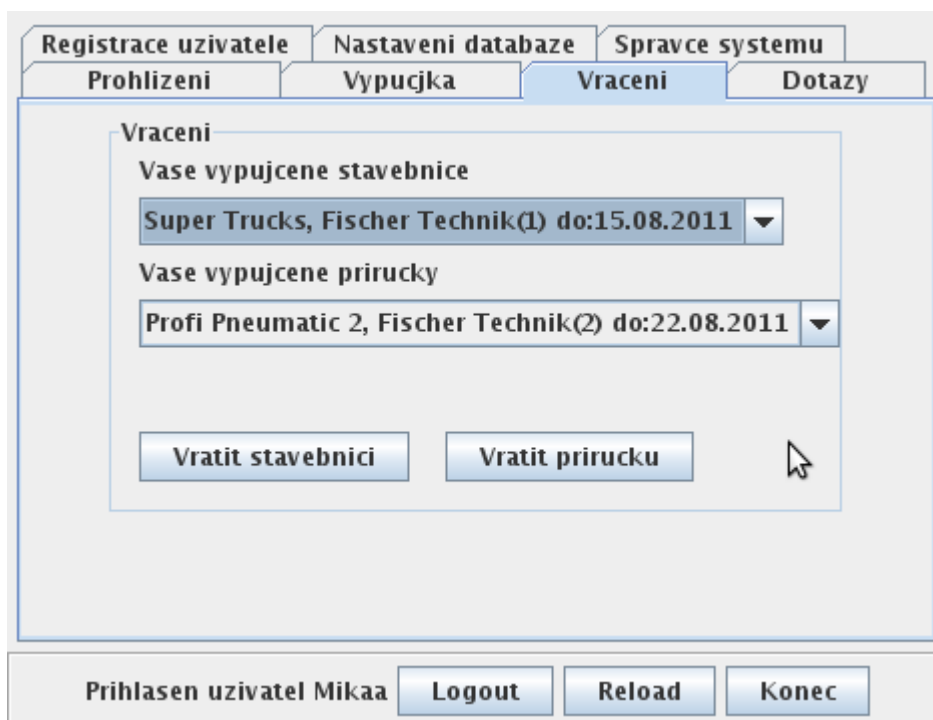 Registrace uzivatele Nastaveni databaze Spravce systemu
Prohlizeni Vypucjka Vraceni Dotazy
Vraceni
Vase vypujcene stavebnice
Super Trucks, Fischer Technik(1) do:15.08.2011
Vase vypujcene prirucky
Profi Pneumatic 2, Fischer Technik(2) do:22.08.2011
Vratit stavebnici Vratit prirucku
Prihlasen uzivatel Mikaa Logout Reload Konec